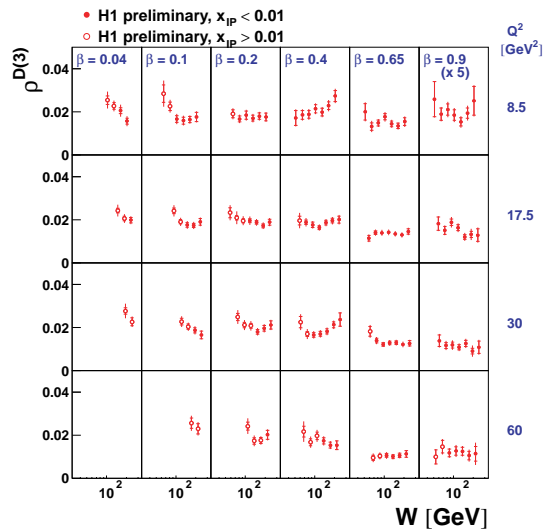 H1 preliminary, x_IP < 0.01
H1 preliminary, x_IP > 0.01
Q²
[GeV²]
ρ^D(3)
β = 0.04 β = 0.1 β = 0.2 β = 0.4 β = 0.65 β = 0.9
(x 5)
0.04
0.02
0
8.5
0.04
0.02
0
17.5
0.04
0.02
0
30
0.04
0.02
0
60
10² 10² 10² 10² 10² 10²
W [GeV]